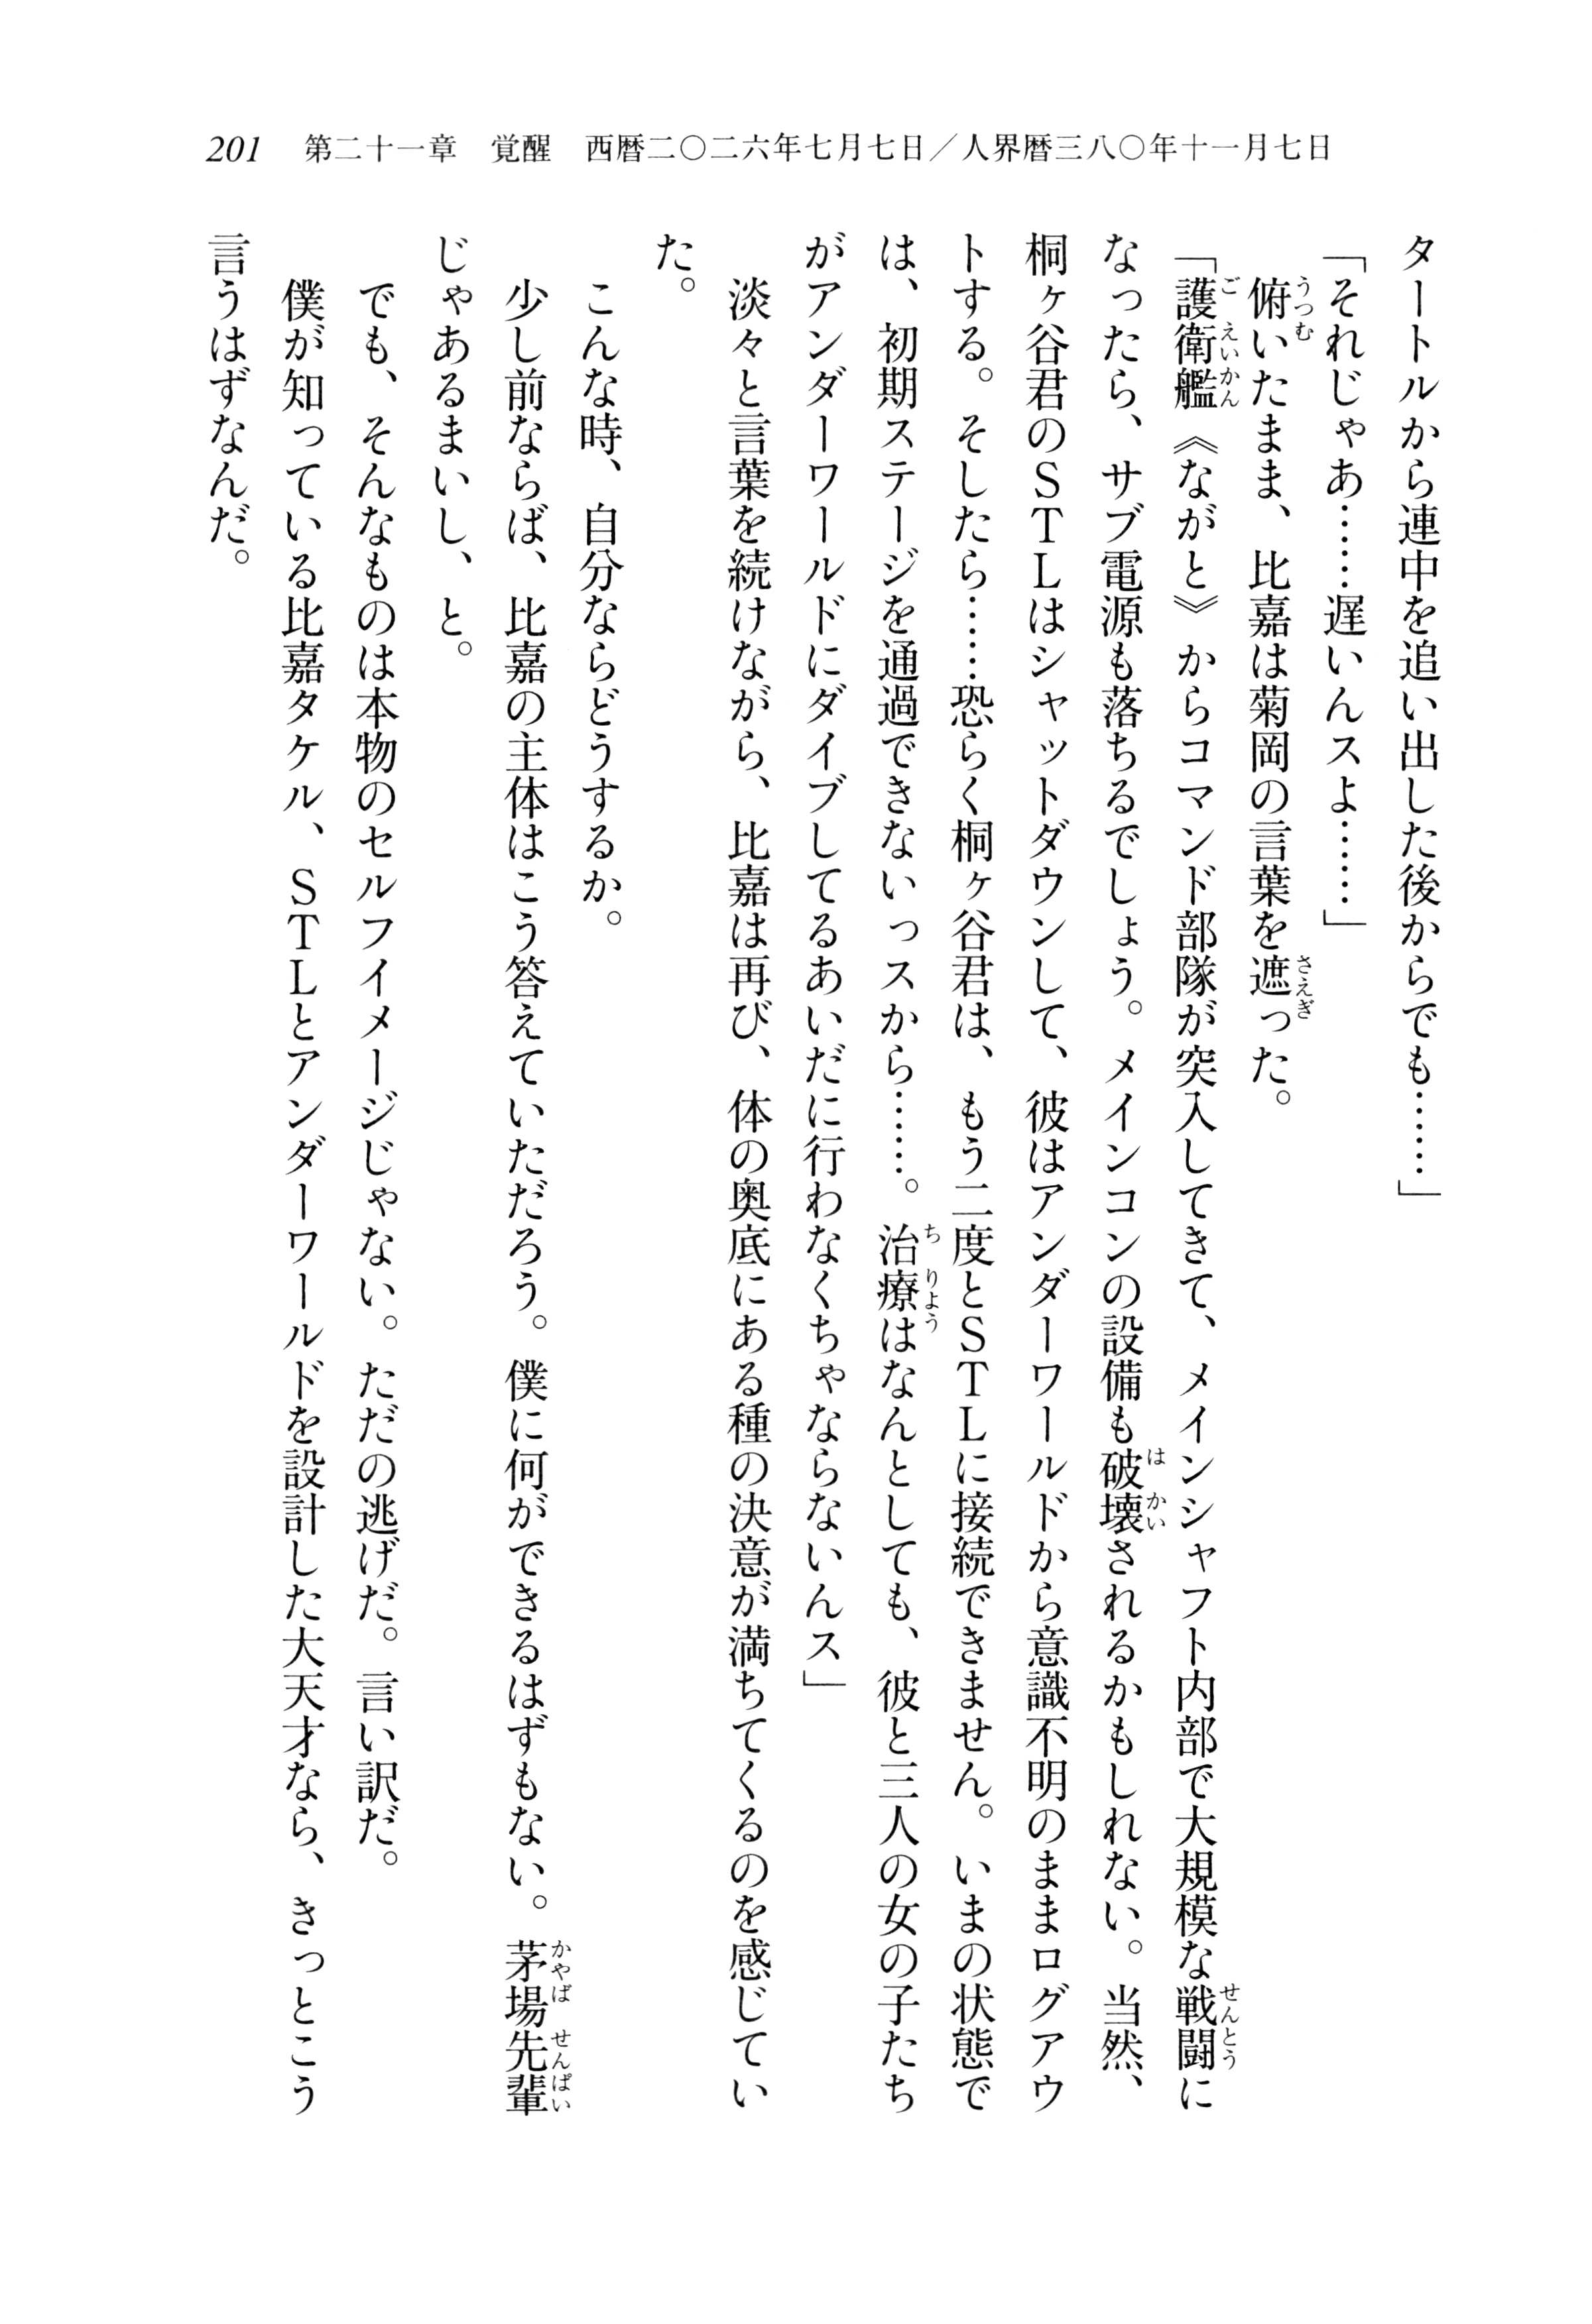 201　第二十一章　覚醒　西暦二〇二六年七月七日／人界暦三八〇年十一月七日
タートルから連中を追い出した後からでも……」
「それじゃあ……遅いんスよ……」
俯いたまま、比嘉は菊岡の言葉を遮った。
「護衛艦《ながと》からコマンド部隊が突入してきて、メインシャフト内部で大規模な戦闘に
なったら、サブ電源も落ちるでしょう。メインコンの設備も破壊されるかもしれない。当然、
桐ヶ谷君のＳＴＬはシャットダウンして、彼はアンダーワールドから意識不明のままログアウ
トする。そしたら……恐らく桐ヶ谷君は、もう二度とＳＴＬに接続できません。いまの状態で
は、初期ステージを通過できないっスから……。治療はなんとしても、彼と三人の女の子たち
がアンダーワールドにダイブしてるあいだに行わなくちゃならないんス」
淡々と言葉を続けながら、比嘉は再び、体の奥底にある種の決意が満ちてくるのを感じてい
た。
こんな時、自分ならどうするか。
少し前ならば、比嘉の主体はこう答えていただろう。僕に何ができるはずもない。茅場先輩
じゃあるまいし、と。
でも、そんなものは本物のセルフイメージじゃない。ただの逃げだ。言い訳だ。
僕が知っている比嘉タケル、ＳＴＬとアンダーワールドを設計した大天才なら、きっとこう
言うはずなんだ。